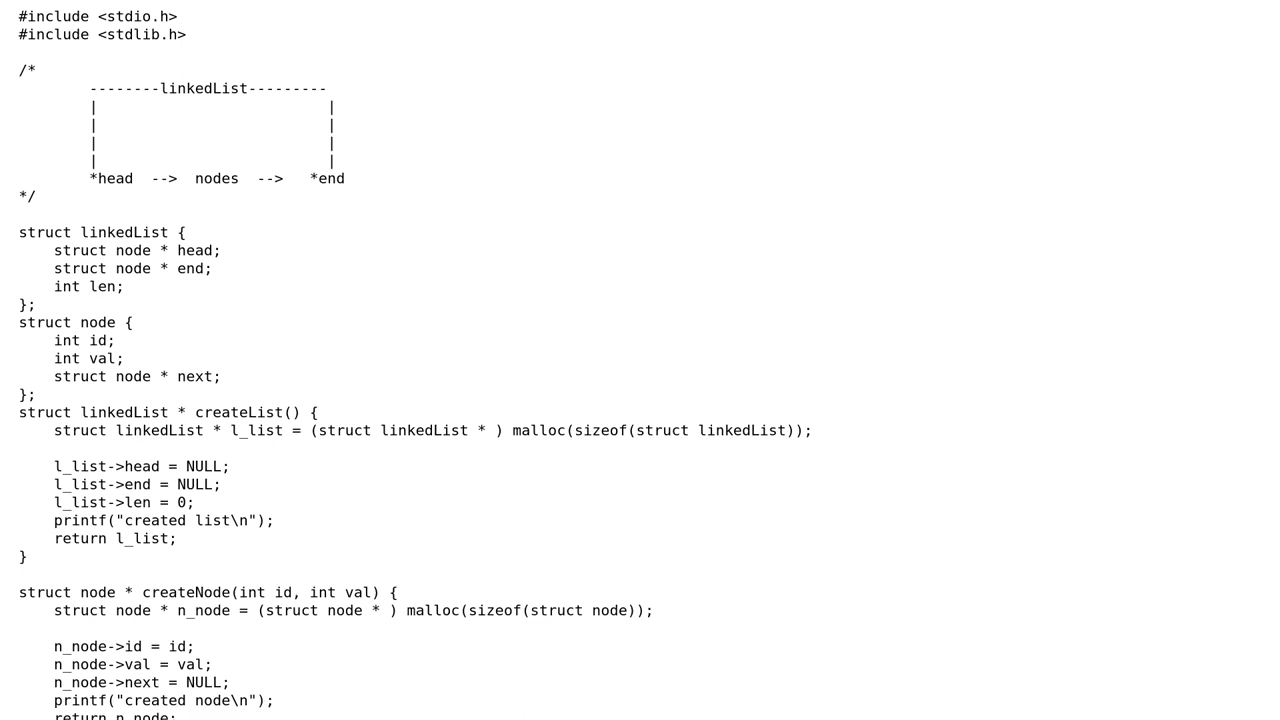 #include <stdio.h>
#include <stdlib.h>

/*
        --------linkedList---------
        |                          |
        |                          |
        |                          |
        |                          |
        *head  -->  nodes  -->   *end
*/

struct linkedList {
    struct node * head;
    struct node * end;
    int len;
};
struct node {
    int id;
    int val;
    struct node * next;
};
struct linkedList * createList() {
    struct linkedList * l_list = (struct linkedList * ) malloc(sizeof(struct linkedList));

    l_list->head = NULL;
    l_list->end = NULL;
    l_list->len = 0;
    printf("created list\n");
    return l_list;
}

struct node * createNode(int id, int val) {
    struct node * n_node = (struct node * ) malloc(sizeof(struct node));

    n_node->id = id;
    n_node->val = val;
    n_node->next = NULL;
    printf("created node\n");
    return n_node;